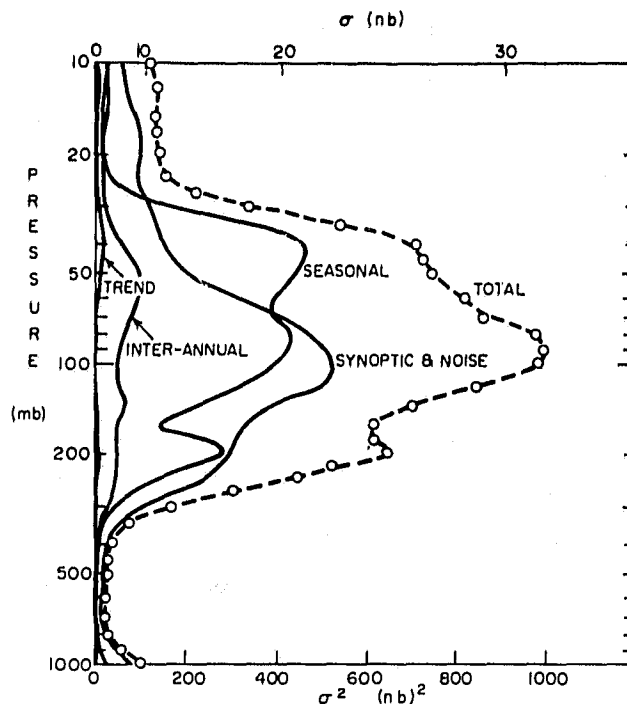 σ (nb)
0 10 20 30
10
20
50
100
200
500
1000
PRESSURE
(mb)
TREND
INTER-ANNUAL
SEASONAL
SYNOPTIC & NOISE
TOTAL
0 200 400 600 800 1000
σ² (nb)²